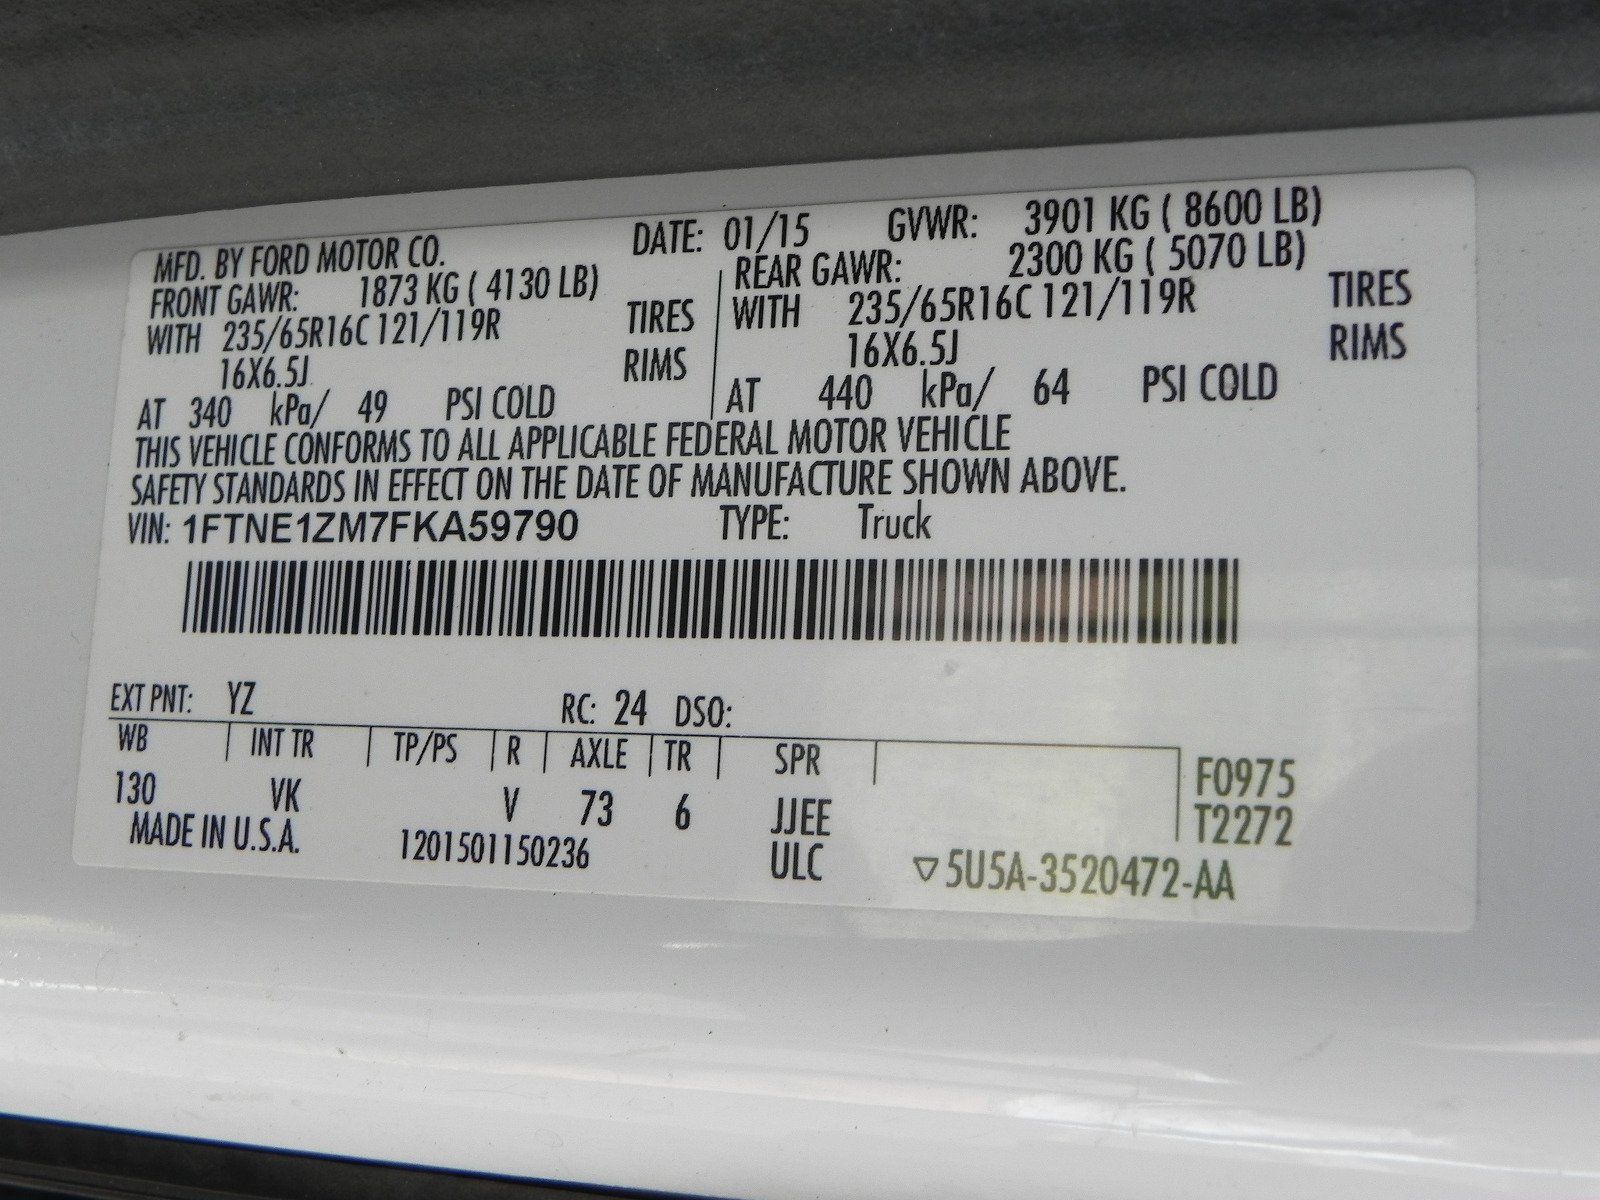 MFD. BY FORD MOTOR CO. DATE: 01/15 GVWR: 3901 KG ( 8600 LB)
FRONT GAWR: 1873 KG ( 4130 LB) REAR GAWR: 2300 KG ( 5070 LB)
WITH 235/65R16C 121/119R TIRES WITH 235/65R16C 121/119R TIRES
16X6.5J RIMS 16X6.5J RIMS
AT 340 kPa/ 49 PSI COLD AT 440 kPa/ 64 PSI COLD
THIS VEHICLE CONFORMS TO ALL APPLICABLE FEDERAL MOTOR VEHICLE
SAFETY STANDARDS IN EFFECT ON THE DATE OF MANUFACTURE SHOWN ABOVE.
VIN: 1FTNE1ZM7FKA59790 TYPE: Truck
EXT PNT: YZ RC: 24 DSO:
WB INT TR TP/PS R AXLE TR SPR F0975
130 VK V 73 6 JJEE T2272
MADE IN U.S.A. 1201501150236 ULC ▽5U5A-3520472-AA